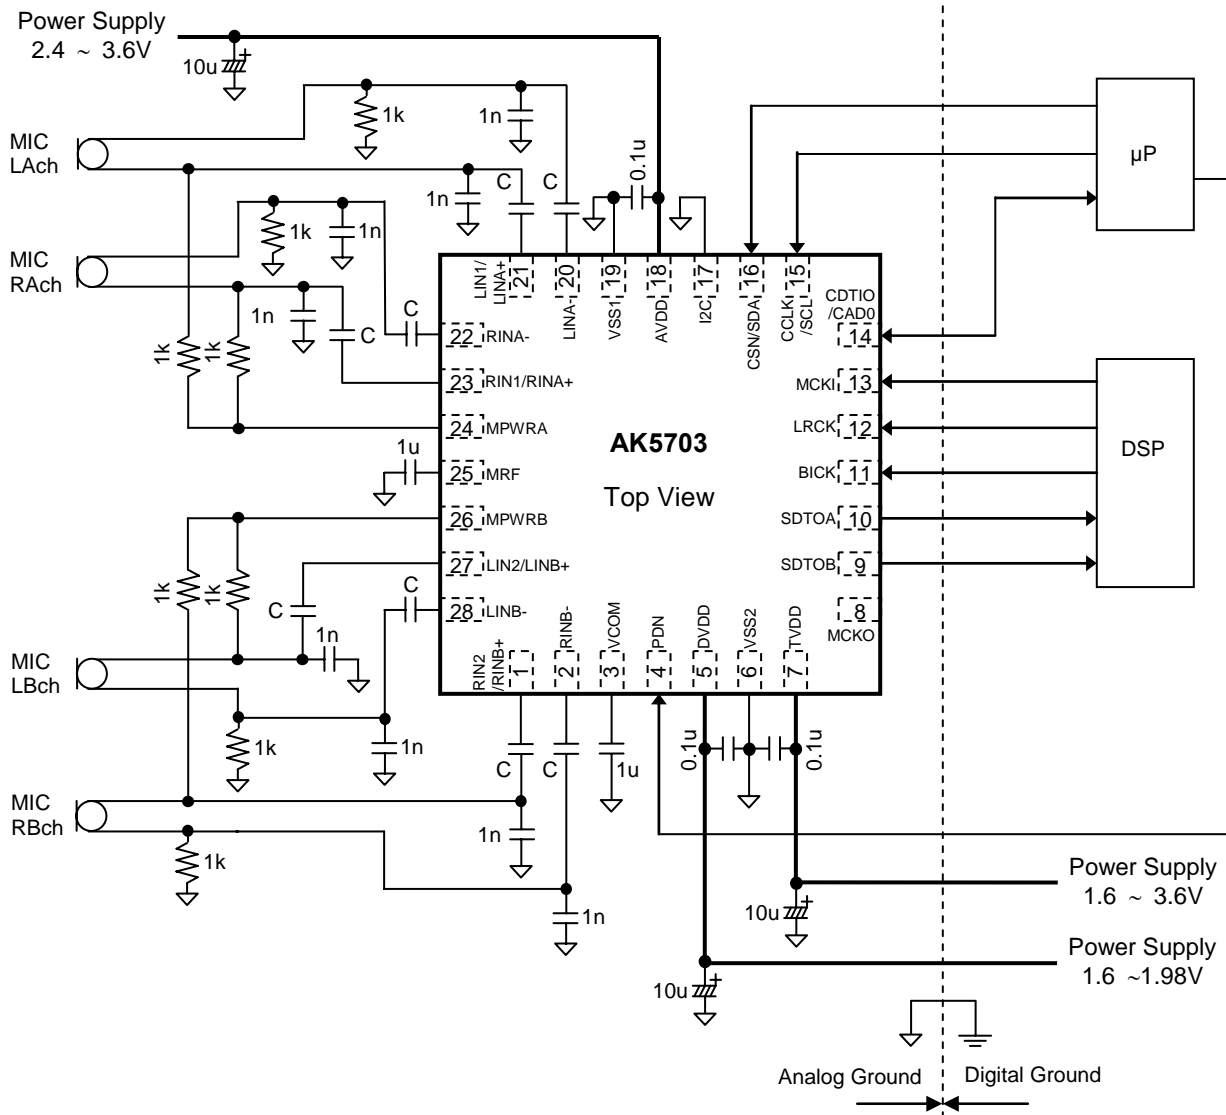 Power Supply
2.4 ~ 3.6V
10u
+
1k
1n
MIC
LAch
1n
C
C
0.1u
µP
1k
1n
MIC
RAch
1n
C
C
1k
1k
LIN1/
LINA+
21
20
LINA-
19
VSS1
18
AVDD
17
I2C
16
CSN/SDA
15
CCLK
/SCL
CDTIO
/CAD0
14
22
RINA-
23
RIN1/RINA+
24
MPWRA
25
MRF
1u
26
MPWRB
27
LIN2/LINB+
28
LINB-
AK5703
Top View
MCKI
13
LRCK
12
BICK
11
SDTOA
10
SDTOB
9
8
MCKO
DSP
1k
1k
C
C
1n
MIC
LBch
1k
1n
RIN2
/RINB+
1
RINB-
2
VCOM
3
PDN
4
DVDD
5
VSS2
6
TVDD
7
C
C
1u
0.1u
0.1u
MIC
RBch
1k
1n
1n
Power Supply
1.6 ~ 3.6V
10u
+
Power Supply
1.6 ~1.98V
10u
+
Analog Ground
Digital Ground